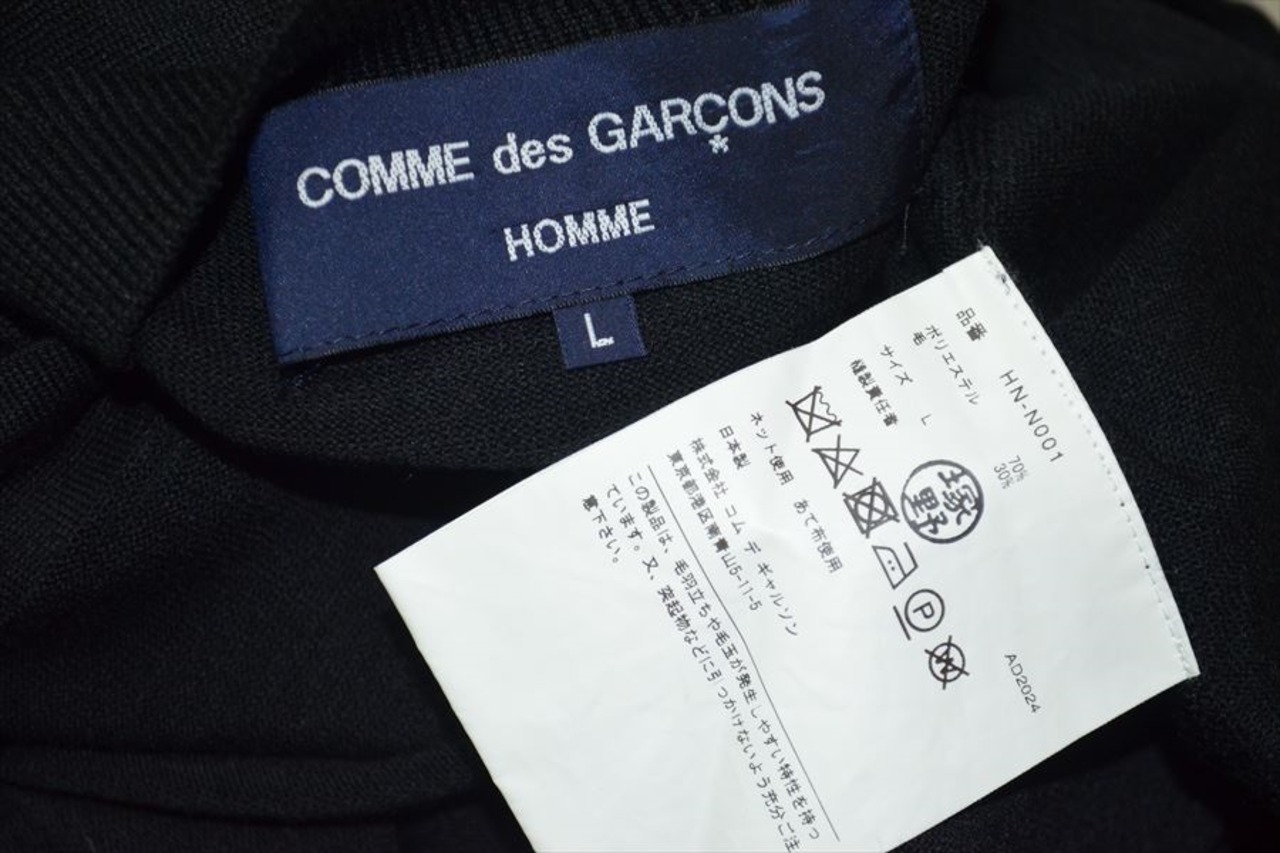 COMME des GARÇONS
*
HOMME
L
品番 HN-N001
ポリエステル 70%
毛 30%
サイズ L
縫製責任者 塚野
AD2024
P
W
ネット使用 あて布使用
日本製
株式会社 コム デ ギャルソン
東京都港区南青山5-11-5
この製品は、毛羽立ちや毛玉が発生しやすい特性を持っ
ています。又、突起物などに引っかけないよう充分ご注
意下さい。